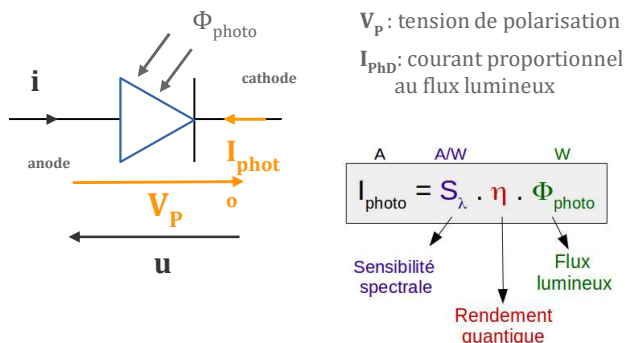 Φphoto
cathode
i
anode
Iphot
o
VP
u
VP : tension de polarisation
IPhD: courant proportionnel
au flux lumineux
A A/W W
Iphoto = Sλ . η . Φphoto
Sensibilité
spectrale
Flux
lumineux
Rendement
quantique